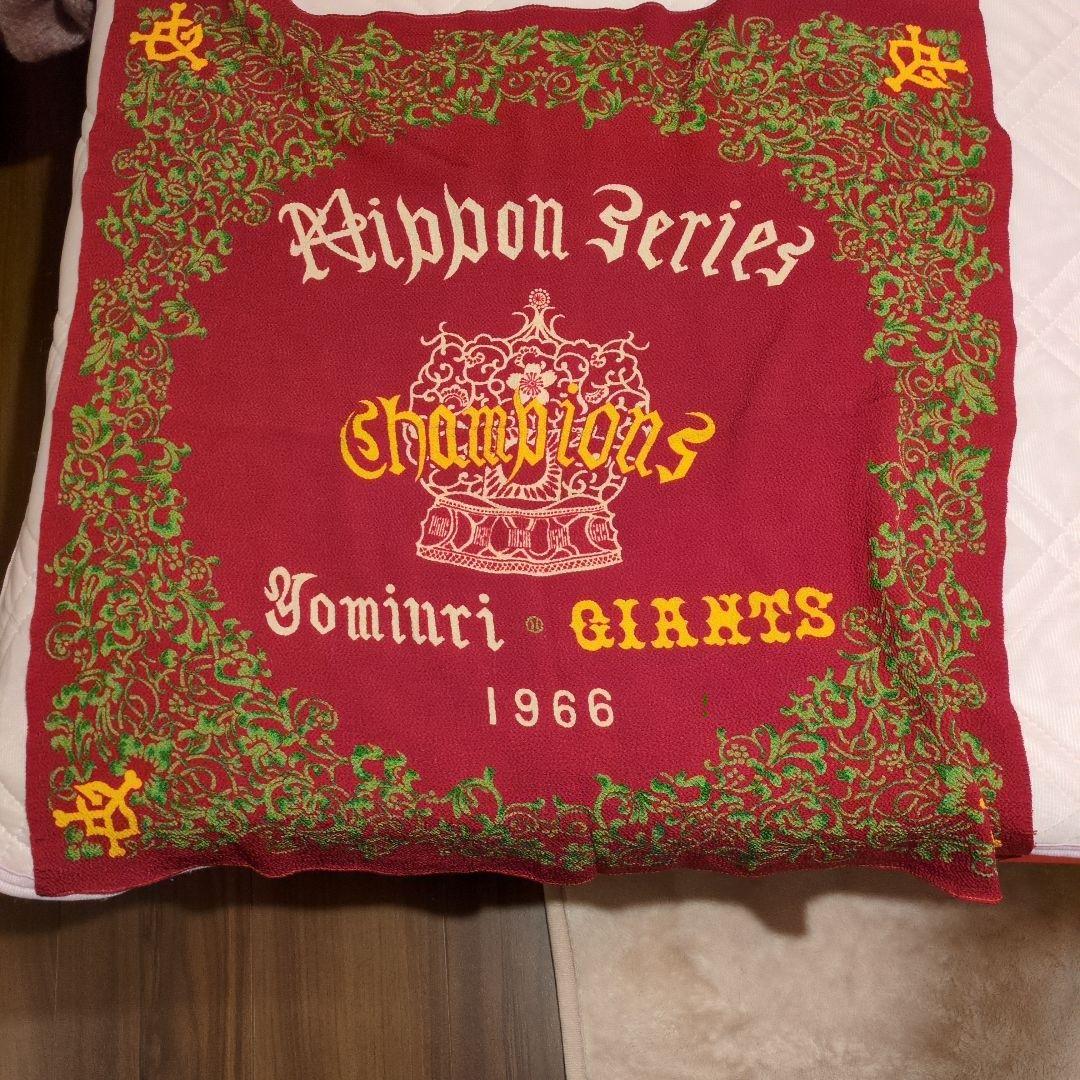 Nippon Series
Champions
Yomiuri GIANTS
1966